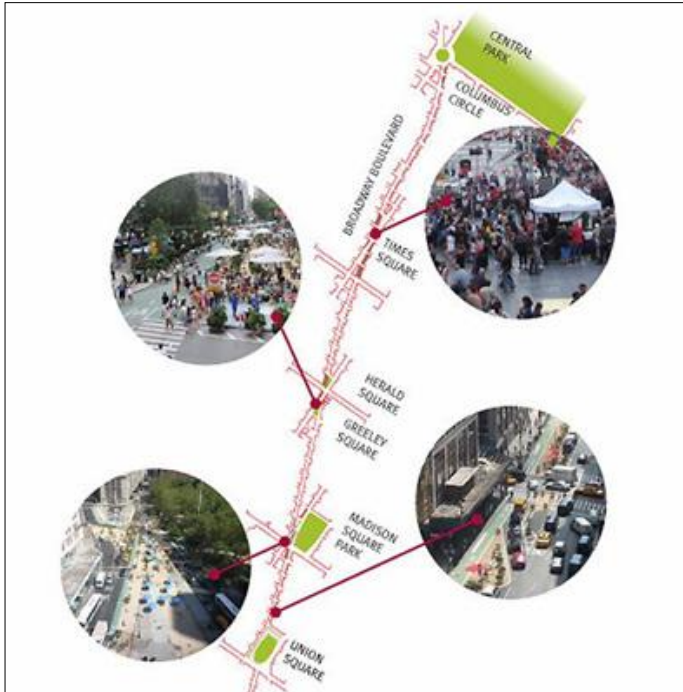 CENTRAL
PARK
COLUMBUS
CIRCLE
BROADWAY BOULEVARD
TIMES
SQUARE
HERALD
SQUARE
GREELEY
SQUARE
MADISON
SQUARE
PARK
UNION
SQUARE